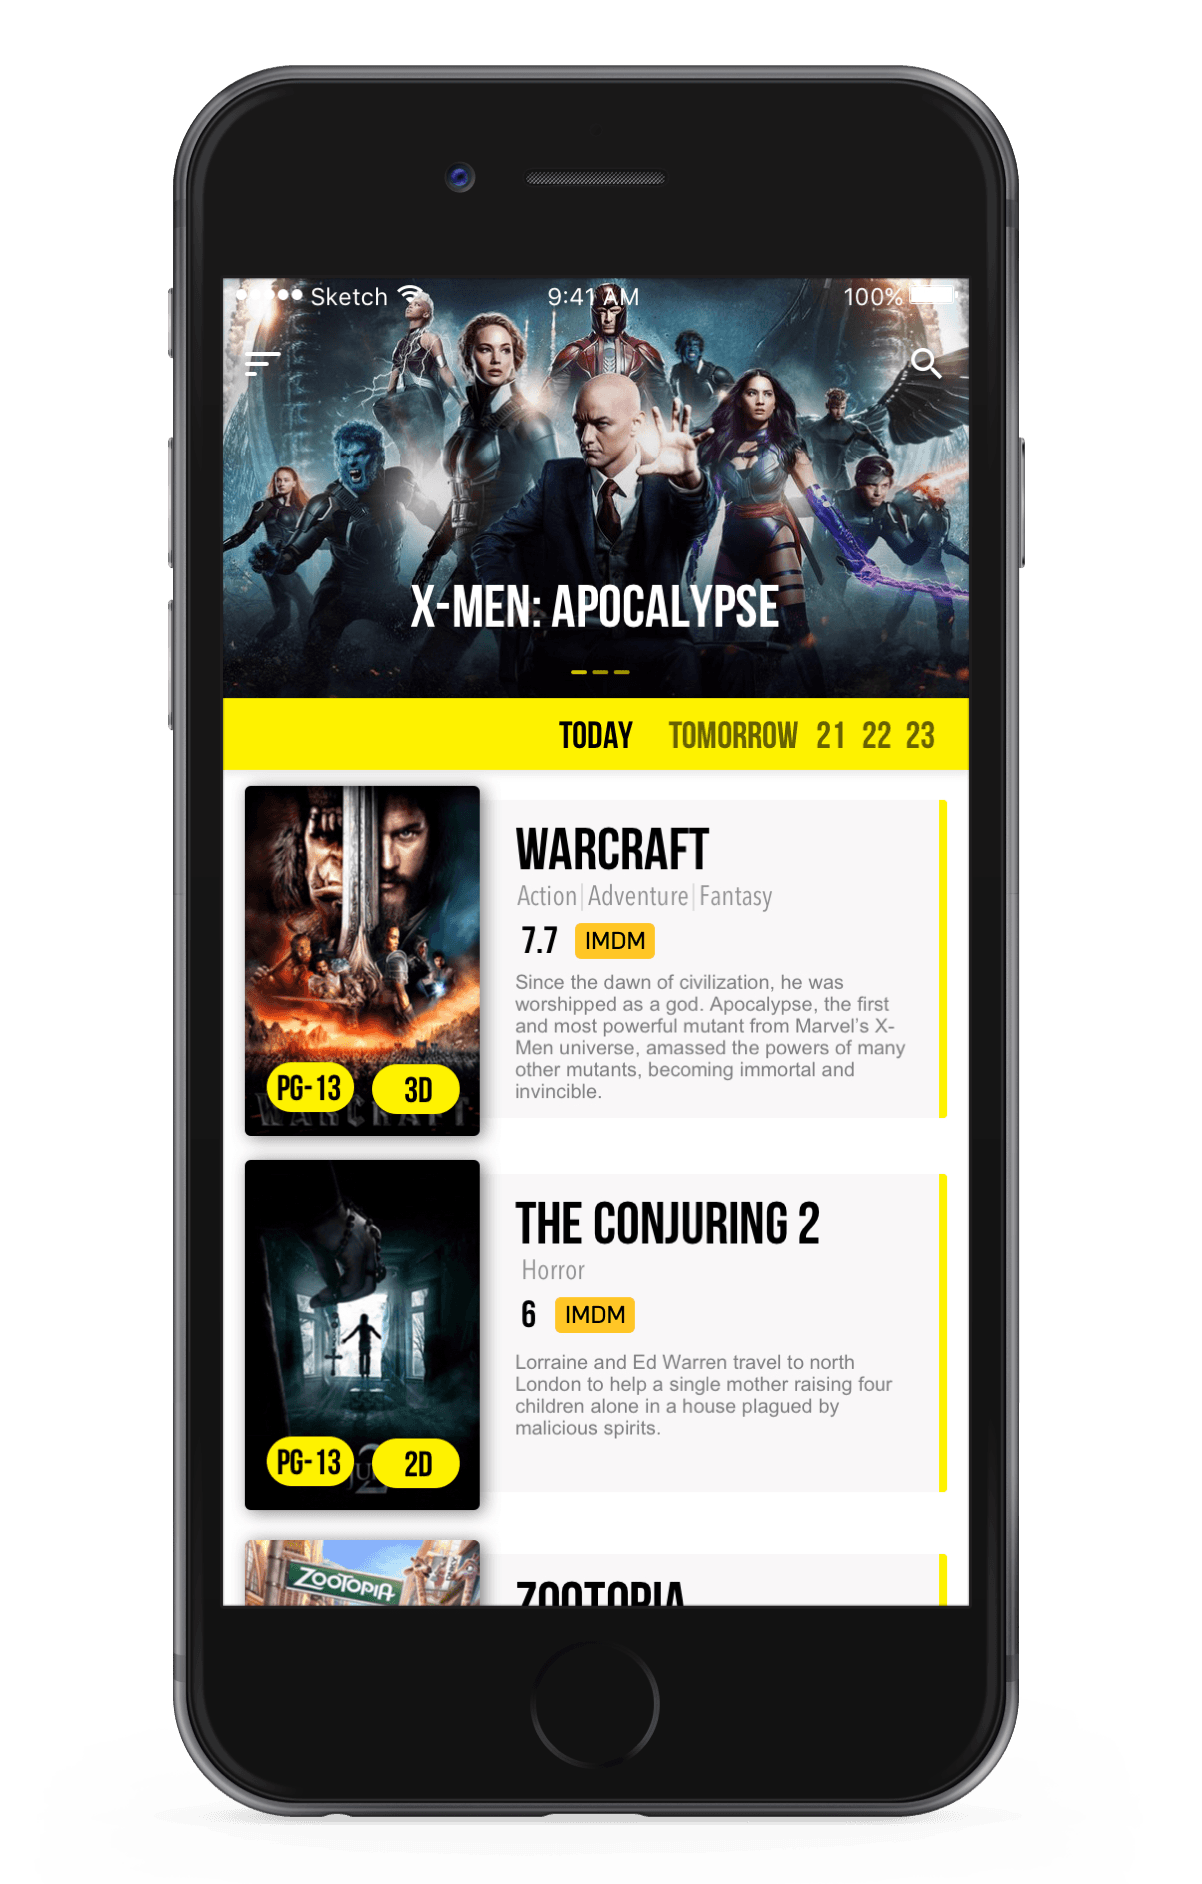 Sketch 9:41 AM 100%
X-MEN: APOCALYPSE
TODAY TOMORROW 21 22 23
WARCRAFT
Action|Adventure|Fantasy
7.7 IMDM
Since the dawn of civilization, he was
worshipped as a god. Apocalypse, the first
and most powerful mutant from Marvel's X-
Men universe, amassed the powers of many
other mutants, becoming immortal and
invincible.
PG-13 3D
WARCRAFT
THE CONJURING 2
Horror
6 IMDM
Lorraine and Ed Warren travel to north
London to help a single mother raising four
children alone in a house plagued by
malicious spirits.
PG-13 2D
ZOOTOPIA
ZOOTOPIA